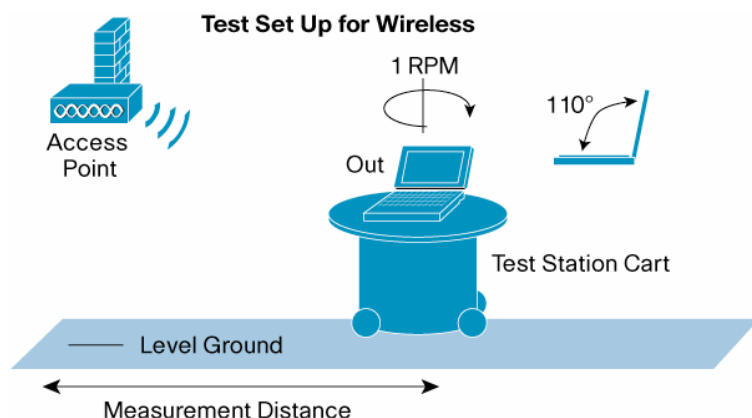 Test Set Up for Wireless
1 RPM
110°
Access
Point
Out
Test Station Cart
Level Ground
Measurement Distance